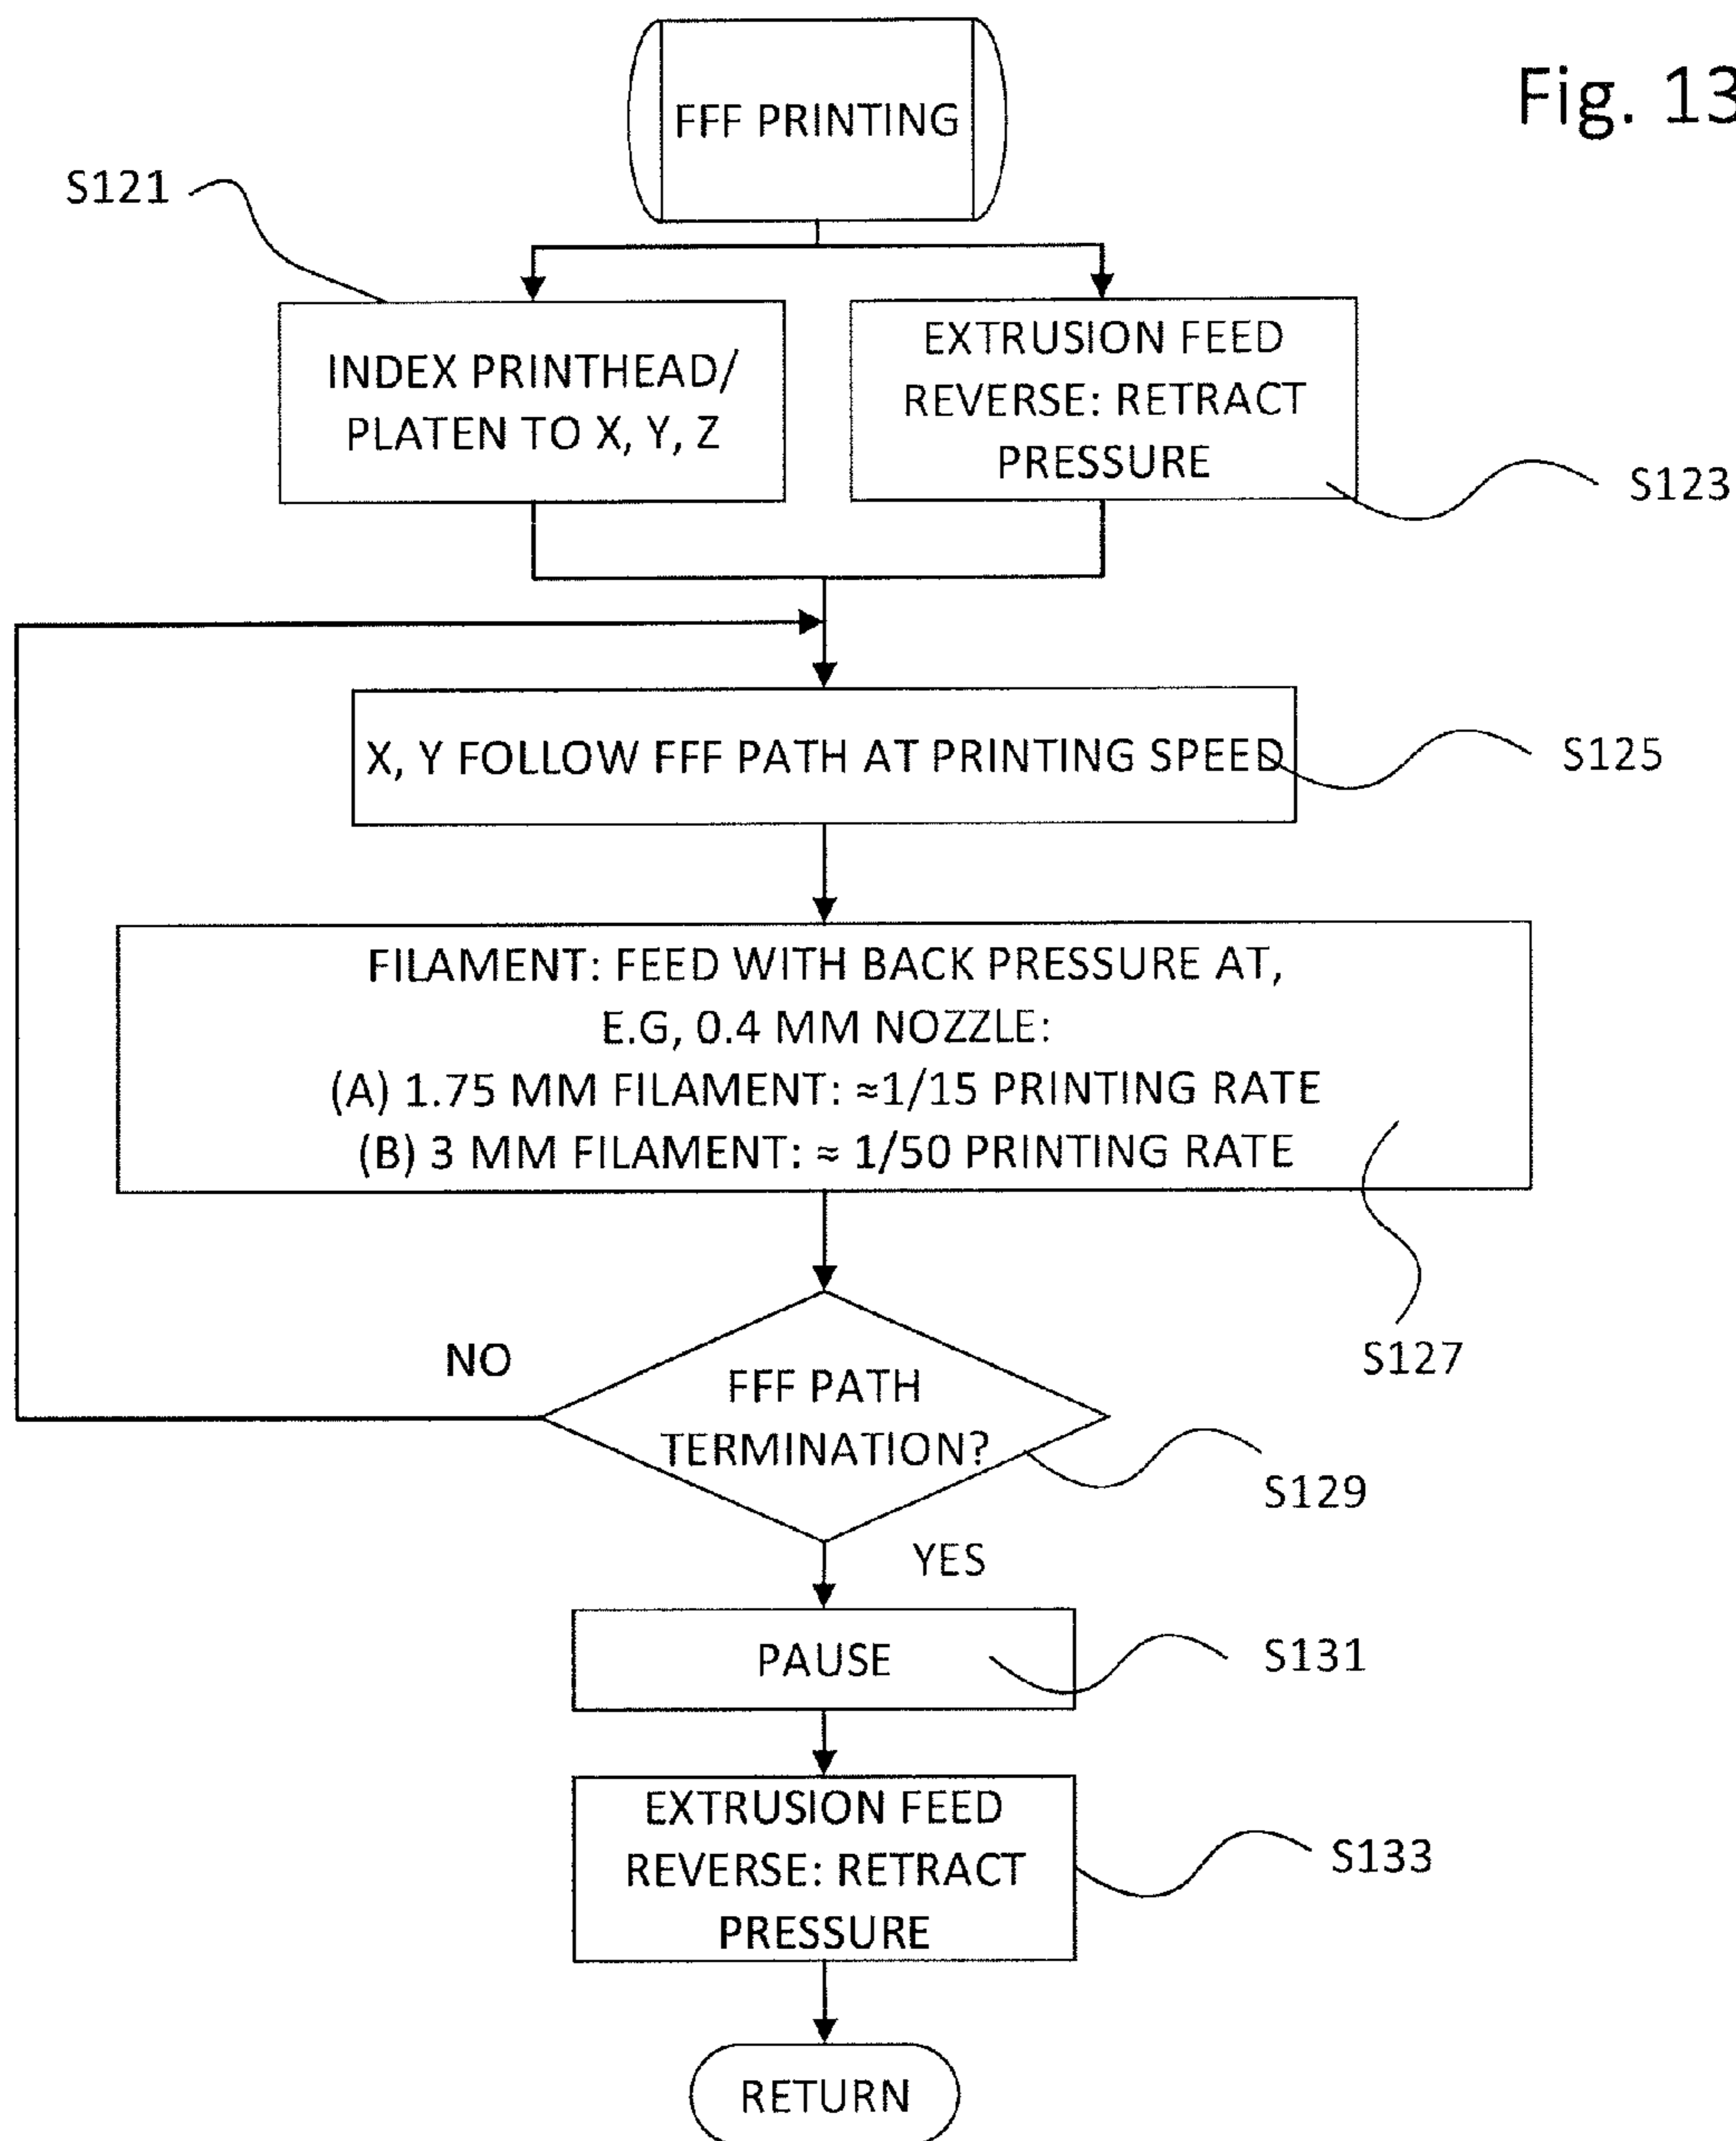 Fig. 13
FFF PRINTING
S121
INDEX PRINTHEAD/
PLATEN TO X, Y, Z
EXTRUSION FEED
REVERSE: RETRACT
PRESSURE
S123
X, Y FOLLOW FFF PATH AT PRINTING SPEED
S125
FILAMENT: FEED WITH BACK PRESSURE AT,
E.G, 0.4 MM NOZZLE:
(A) 1.75 MM FILAMENT: ≈1/15 PRINTING RATE
(B) 3 MM FILAMENT: ≈ 1/50 PRINTING RATE
S127
NO
FFF PATH
TERMINATION?
S129
YES
PAUSE
S131
EXTRUSION FEED
REVERSE: RETRACT
PRESSURE
S133
RETURN